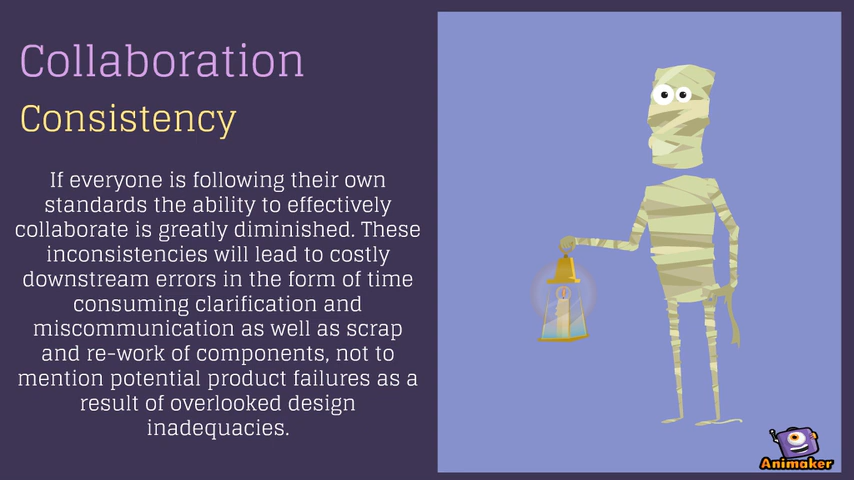 Collaboration
Consistency
If everyone is following their own
standards the ability to effectively
collaborate is greatly diminished. These
inconsistencies will lead to costly
downstream errors in the form of time
consuming clarification and
miscommunication as well as scrap
and re-work of components, not to
mention potential product failures as a
result of overlooked design
inadequacies.
Animaker